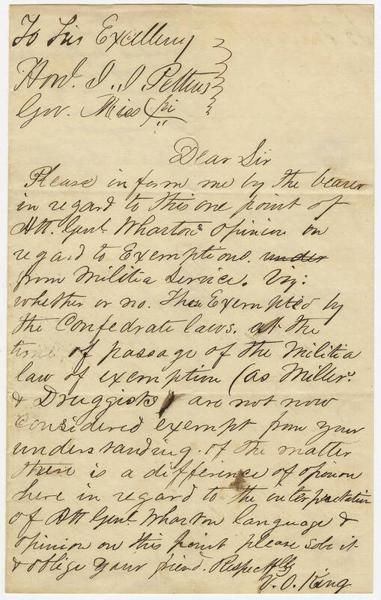 To His Excellency
Hon. J. J. Pettus
Gov. Missppi
Dear Sir
Please inform me by the bearer
in regard to this one point of
Att. Genl Wharton's opinion on
regard to Exemptions. under
from Militia Service. Viz:
whether or no. The Exempted by
the Confedrate laws. at the
time of passage of the Militia
law of exemption (as Millers
& Druggists) are not now
considered exempt from your
understanding. of the matter
there is a difference of opinion
here in regard to the interpretation
of Att Genl Wharton language &
opinion on this point please solve it
& oblige your friend. Respectfly
V. O. King